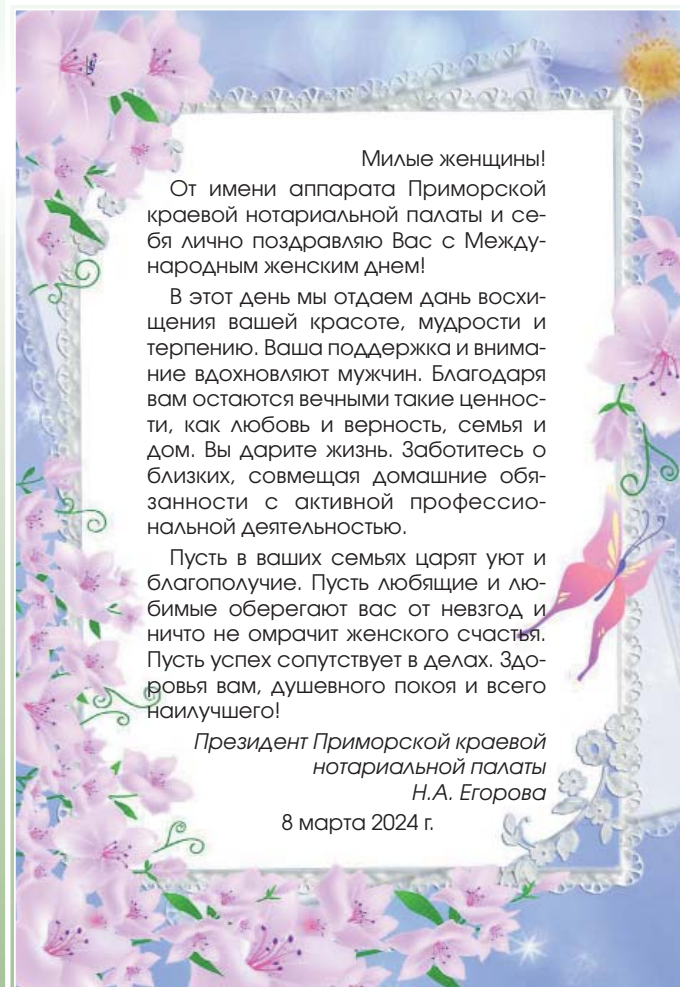 Милые женщины!
От имени аппарата Приморской
краевой нотариальной палаты и се-
бя лично поздравляю Вас с Между-
народным женским днем!
В этот день мы отдаем дань восхи-
щения вашей красоте, мудрости и
терпению. Ваша поддержка и внима-
ние вдохновляют мужчин. Благодаря
вам остаются вечными такие ценнос-
ти, как любовь и верность, семья и
дом. Вы дарите жизнь. Заботитесь о
близких, совмещая домашние обя-
занности с активной профессио-
нальной деятельностью.
Пусть в ваших семьях царят уют и
благополучие. Пусть любящие и лю-
бимые оберегают вас от невзгод и
ничто не омрачит женского счастья.
Пусть успех сопутствует в делах. Здо-
ровья вам, душевного покоя и всего
наилучшего!
Президент Приморской краевой
нотариальной палаты
Н.А. Егорова
8 марта 2024 г.